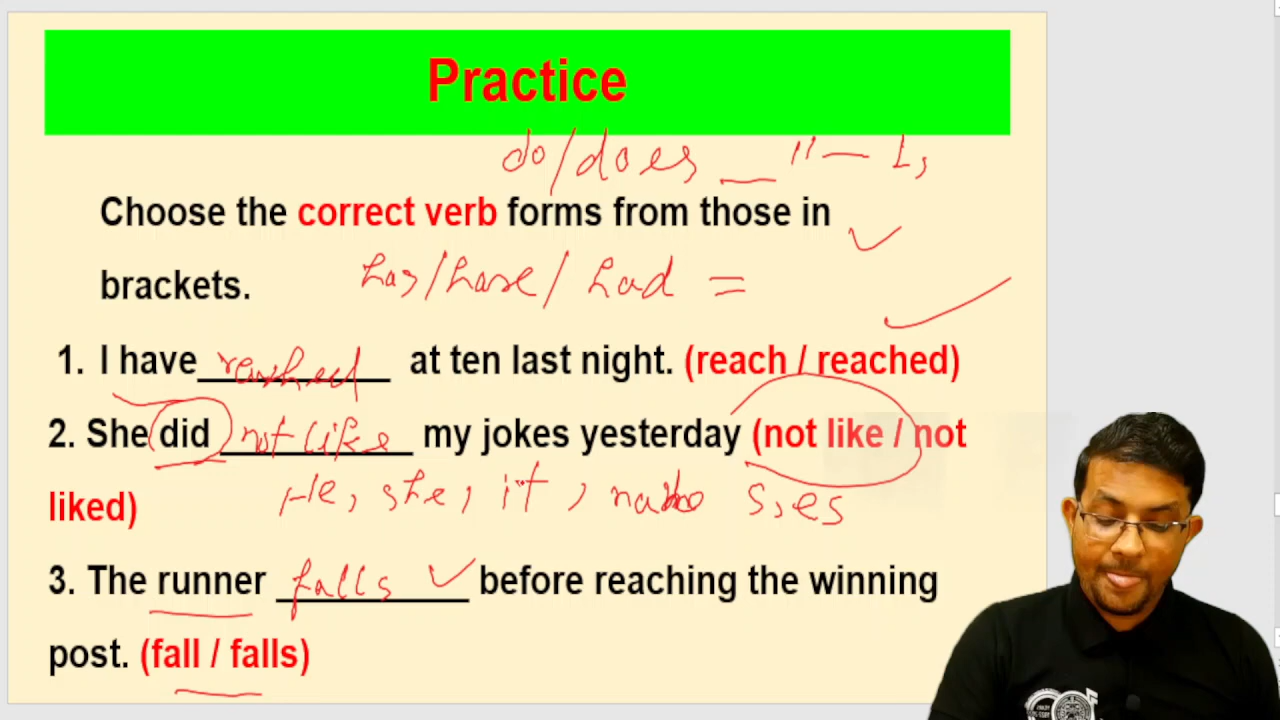 Practice
do/does __ "— 1,
Choose the correct verb forms from those in
brackets. has/have/had =
1. I have reached at ten last night. (reach / reached)
2. She did not like my jokes yesterday (not like / not
He, she, it, s, es
liked)
3. The runner falls before reaching the winning
post. (fall / falls)